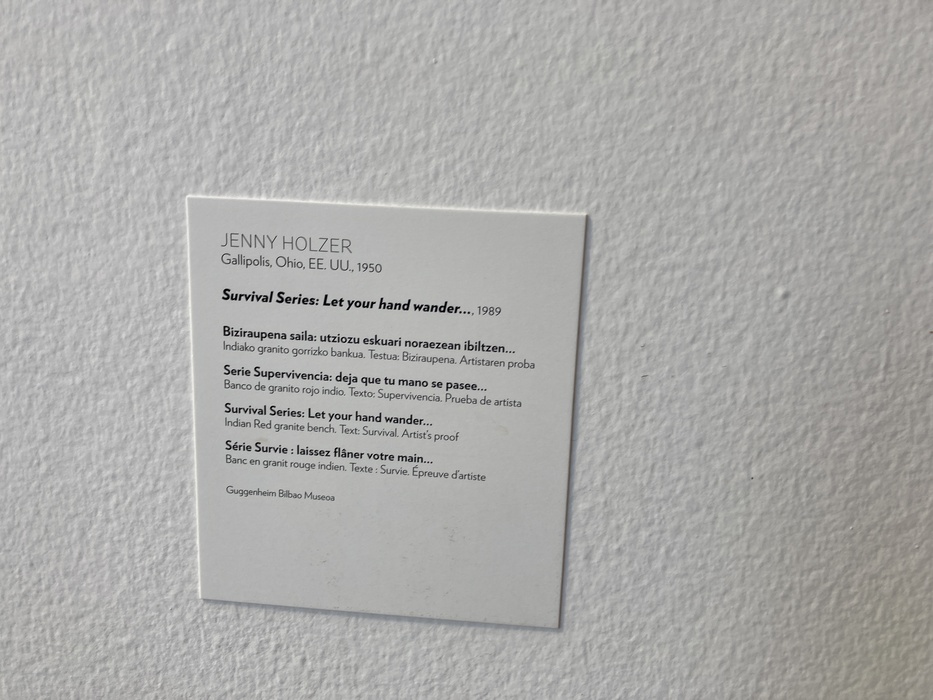 JENNY HOLZER
Gallipolis, Ohio, EE. UU., 1950
Survival Series: Let your hand wander..., 1989
Biziraupena saila: utziozu eskuari noraezean ibiltzen...
Indiako granito gorrizko bankua. Testua: Biziraupena. Artistaren proba
Serie Supervivencia: deja que tu mano se pasee...
Banco de granito rojo indio. Texto: Supervivencia. Prueba de artista
Survival Series: Let your hand wander...
Indian Red granite bench. Text: Survival. Artist's proof
Série Survie : laissez flâner votre main...
Banc en granit rouge indien. Texte : Survie. Épreuve d'artiste
Guggenheim Bilbao Museoa